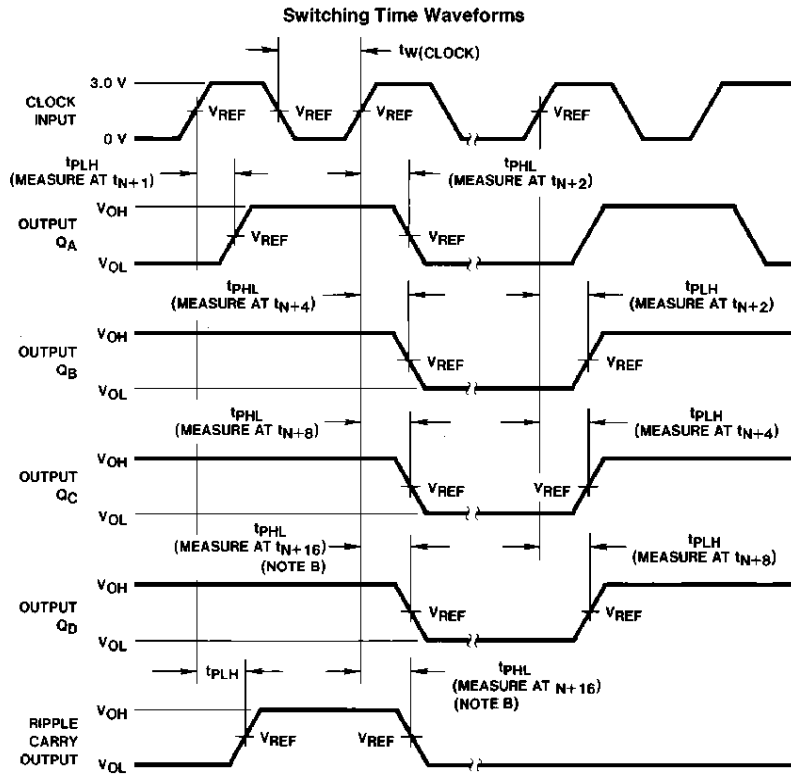 Switching Time Waveforms
tW(CLOCK)
3.0 V
CLOCK
INPUT
0 V
VREF
VREF
VREF
VREF
tPLH
(MEASURE AT tN+1)
tPHL
(MEASURE AT tN+2)
VOH
OUTPUT
QA
VOL
VREF
VREF
tPHL
(MEASURE AT tN+4)
tPLH
(MEASURE AT tN+2)
VOH
OUTPUT
QB
VOL
VREF
VREF
tPHL
(MEASURE AT tN+8)
tPLH
(MEASURE AT tN+4)
VOH
OUTPUT
QC
VOL
VREF
VREF
tPHL
(MEASURE AT tN+16)
(NOTE B)
tPLH
(MEASURE AT tN+8)
VOH
OUTPUT
QD
VOL
VREF
VREF
tPLH
tPHL
(MEASURE AT N+16)
(NOTE B)
VOH
RIPPLE
CARRY
OUTPUT
VOL
VREF
VREF